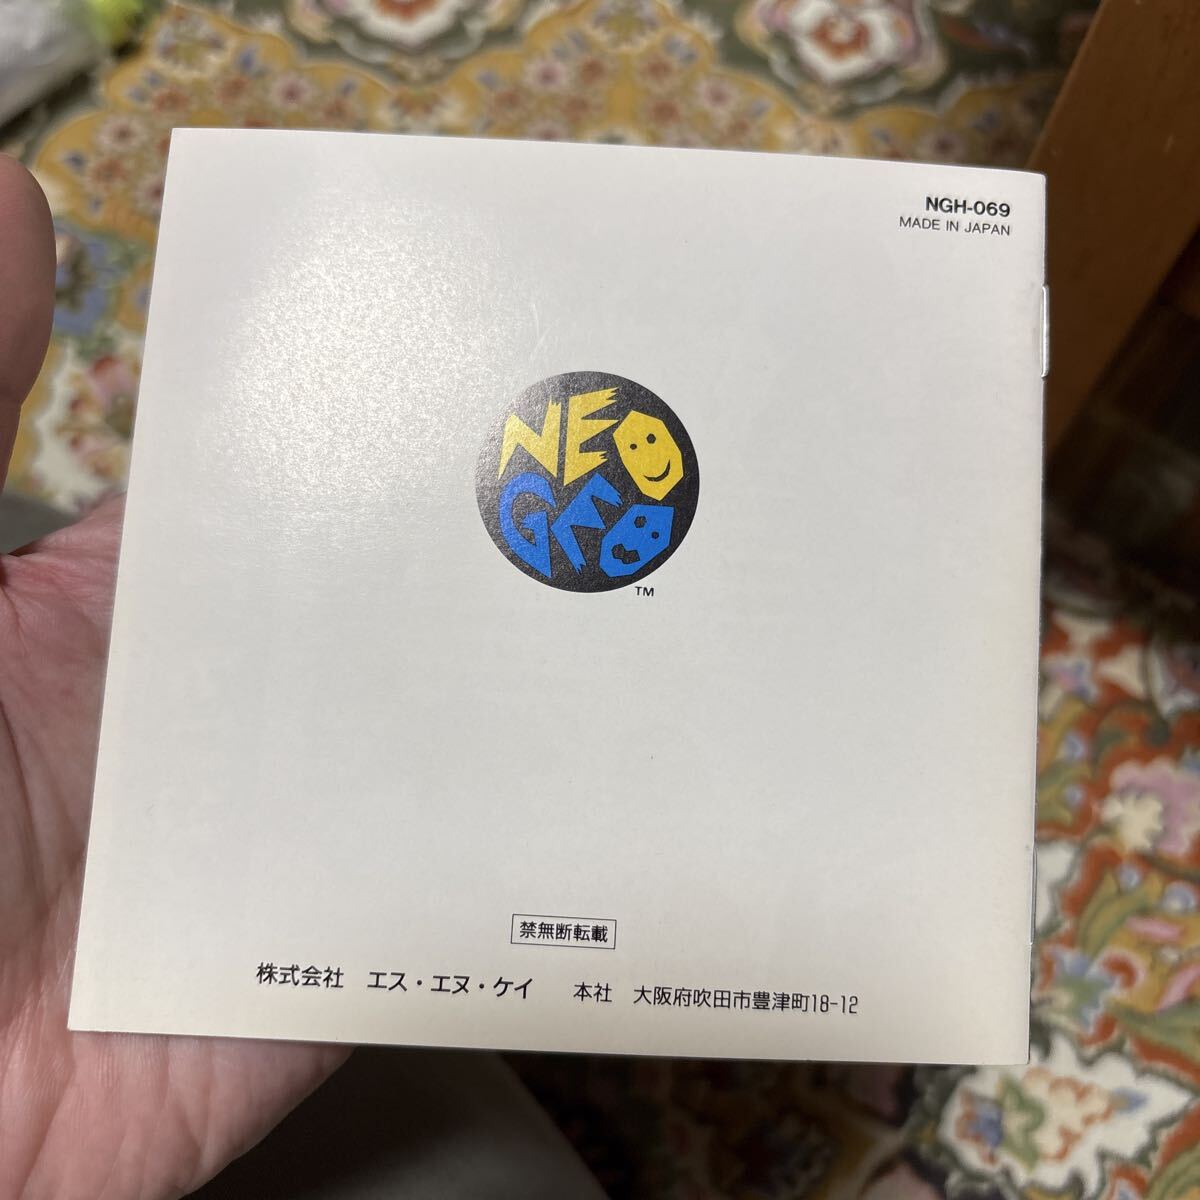 NGH-069
MADE IN JAPAN
NEO
GEO
TM
禁無断転載
株式会社 エス・エヌ・ケイ 本社 大阪府吹田市豊津町18-12